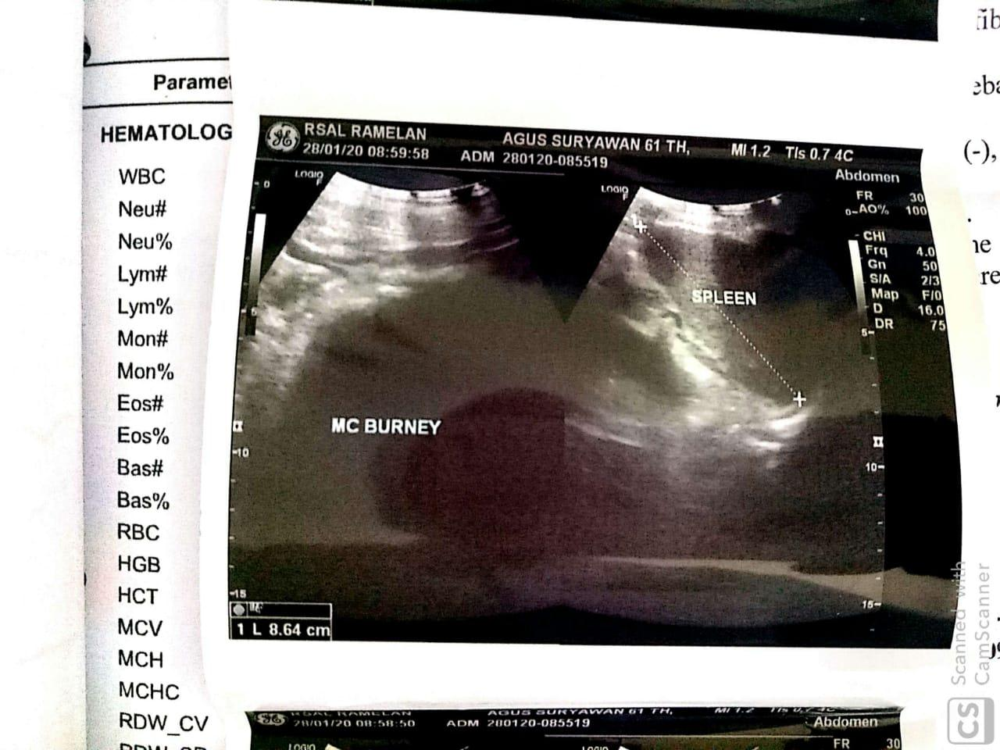 Paramet
HEMATOLOG
WBC
Neu#
Neu%
Lym#
Lym%
Mon#
Mon%
Eos#
Eos%
Bas#
Bas%
RBC
HGB
HCT
MCV
MCH
MCHC
RDW_CV
RSAL RAMELAN
28/01/20 08:59:58
AGUS SURYAWAN 61 TH,
ADM 280120-085519
MI 1.2 TIs 0.7 4C
Abdomen
LOGIQ
F
LOGIQ
F
FR 30
AO% 100
CHI
Frq 4.0
Gn 50
S/A 2/3
Map F/0
D 16.0
DR 75
0
5
10
15
0
5
10
15
SPLEEN
MC BURNEY
1 L 8.64 cm
RSAL RAMELAN
28/01/20 08:58:50
AGUS SURYAWAN 61 TH,
ADM 280120-085519
MI 1.2 TIs 0.7 4C
Abdomen
FR 30
LOGIQ
LOGIQ
(-),
CS
Scanned with
CamScanner